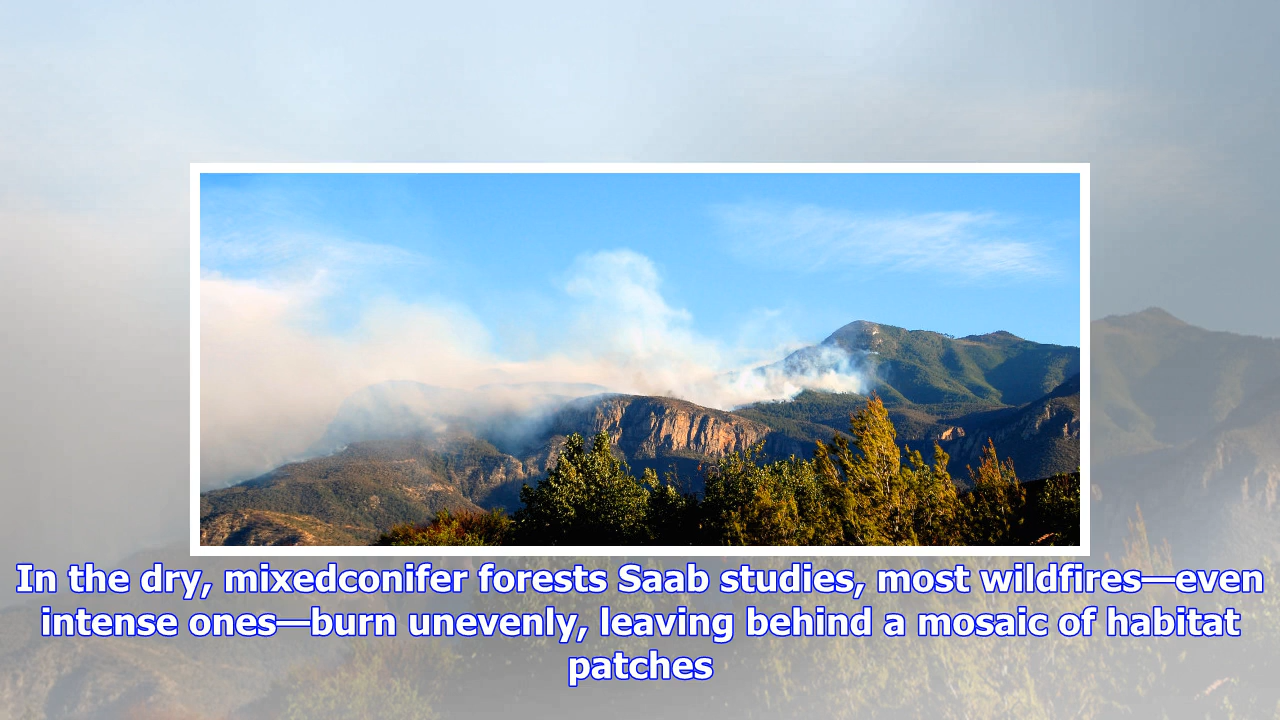 In the dry, mixedconifer forests Saab studies, most wildfires—even
intense ones—burn unevenly, leaving behind a mosaic of habitat
patches